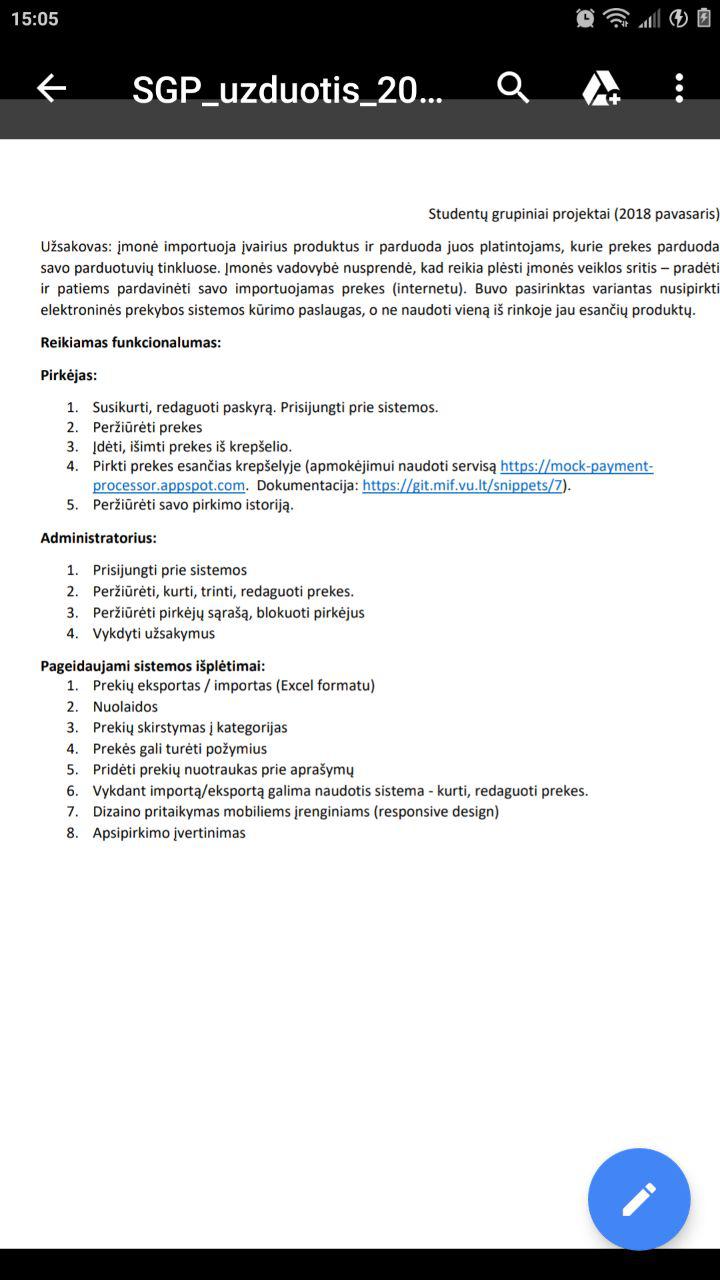 15:05
SGP_uzduotis_20...
Studentų grupiniai projektai (2018 pavasaris)
Užsakovas: įmonė importuoja įvairius produktus ir parduoda juos platintojams, kurie prekes parduoda
savo parduotuvių tinkluose. Įmonės vadovybė nusprendė, kad reikia plėsti įmonės veiklos sritis – pradėti
ir patiems pardavinėti savo importuojamas prekes (internetu). Buvo pasirinktas variantas nusipirkti
elektroninės prekybos sistemos kūrimo paslaugas, o ne naudoti vieną iš rinkoje jau esančių produktų.
Reikiamas funkcionalumas:
Pirkėjas:
1. Susikurti, redaguoti paskyrą. Prisijungti prie sistemos.
2. Peržiūrėti prekes
3. Įdėti, išimti prekes iš krepšelio.
4. Pirkti prekes esančias krepšelyje (apmokėjimui naudoti servisą https://mock-payment-
processor.appspot.com. Dokumentacija: https://git.mif.vu.lt/snippets/7).
5. Peržiūrėti savo pirkimo istoriją.
Administratorius:
1. Prisijungti prie sistemos
2. Peržiūrėti, kurti, trinti, redaguoti prekes.
3. Peržiūrėti pirkėjų sąrašą, blokuoti pirkėjus
4. Vykdyti užsakymus
Pageidaujami sistemos išplėtimai:
1. Prekių eksportas / importas (Excel formatu)
2. Nuolaidos
3. Prekių skirstymas į kategorijas
4. Prekės gali turėti požymius
5. Pridėti prekių nuotraukas prie aprašymų
6. Vykdant importą/eksportą galima naudotis sistema - kurti, redaguoti prekes.
7. Dizaino pritaikymas mobiliems įrenginiams (responsive design)
8. Apsipirkimo įvertinimas